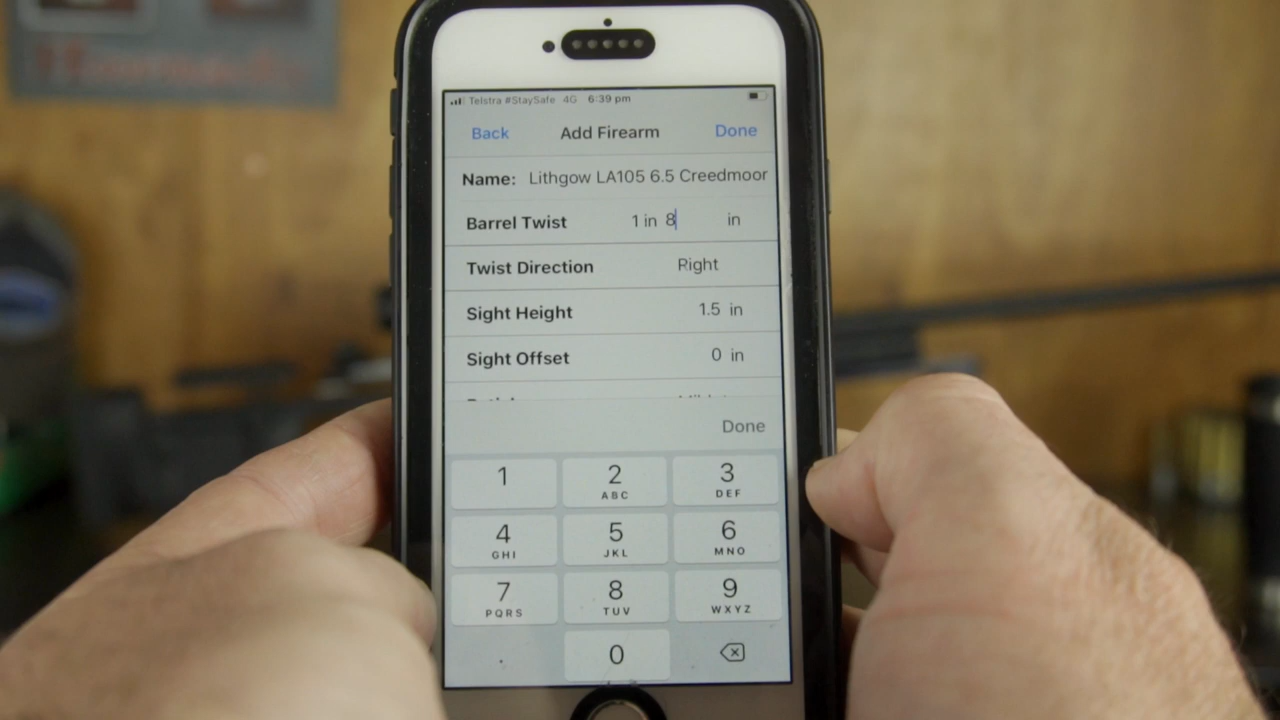 Telstra #StaySafe 4G 6:39 pm
Back Add Firearm Done
Name: Lithgow LA105 6.5 Creedmoor
Barrel Twist 1 in 8 in
Twist Direction Right
Sight Height 1.5 in
Sight Offset 0 in
Done
1 2 3
ABC DEF
4 5 6
GHI JKL MNO
7 8 9
PQRS TUV WXYZ
. 0